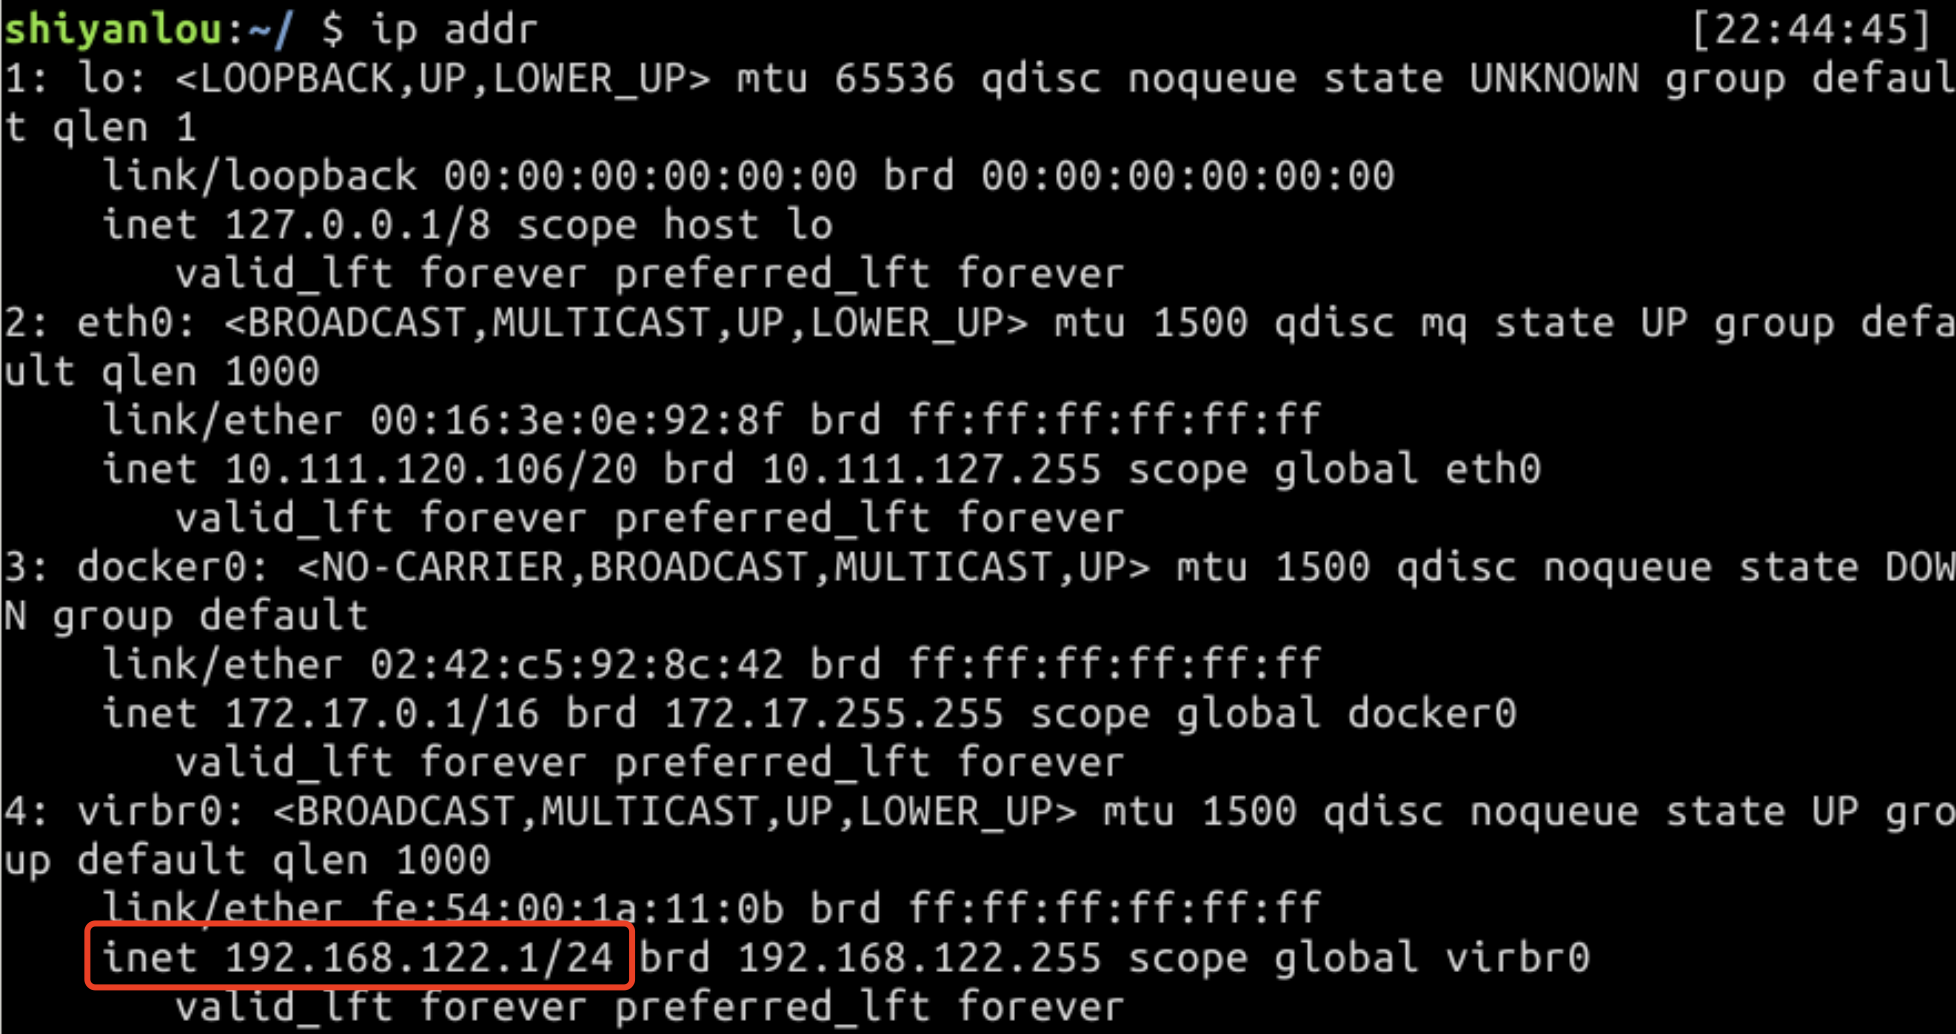 shiyanlou:~/ $ ip addr [22:44:45]
1: lo: <LOOPBACK,UP,LOWER_UP> mtu 65536 qdisc noqueue state UNKNOWN group defaul
t qlen 1
    link/loopback 00:00:00:00:00:00 brd 00:00:00:00:00:00
    inet 127.0.0.1/8 scope host lo
       valid_lft forever preferred_lft forever
2: eth0: <BROADCAST,MULTICAST,UP,LOWER_UP> mtu 1500 qdisc mq state UP group defa
ult qlen 1000
    link/ether 00:16:3e:0e:92:8f brd ff:ff:ff:ff:ff:ff
    inet 10.111.120.106/20 brd 10.111.127.255 scope global eth0
       valid_lft forever preferred_lft forever
3: docker0: <NO-CARRIER,BROADCAST,MULTICAST,UP> mtu 1500 qdisc noqueue state DOW
N group default
    link/ether 02:42:c5:92:8c:42 brd ff:ff:ff:ff:ff:ff
    inet 172.17.0.1/16 brd 172.17.255.255 scope global docker0
       valid_lft forever preferred_lft forever
4: virbr0: <BROADCAST,MULTICAST,UP,LOWER_UP> mtu 1500 qdisc noqueue state UP gro
up default qlen 1000
    link/ether fe:54:00:1a:11:0b brd ff:ff:ff:ff:ff:ff
    inet 192.168.122.1/24 brd 192.168.122.255 scope global virbr0
       valid_lft forever preferred_lft forever